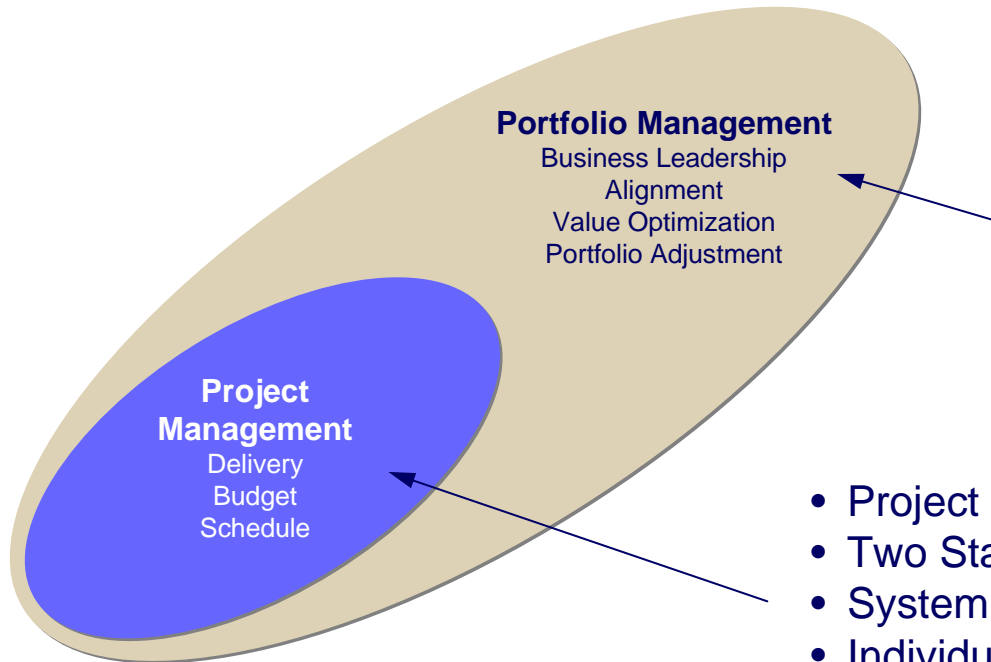 Portfolio Management
Business Leadership
Alignment
Value Optimization
Portfolio Adjustment
Project
Management
Delivery
Budget
Schedule
• Project
• Two
• System
•